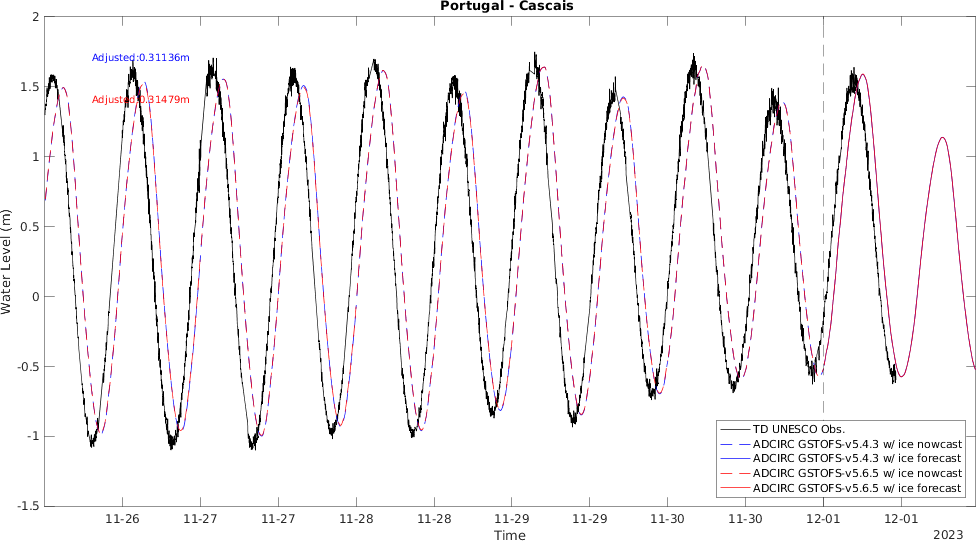 Portugal - Cascais
2
1.5
1
0.5
0
-0.5
-1
-1.5
Water Level (m)
Adjusted:0.31136m
Adjusted:0.31479m
TD UNESCO Obs.
ADCIRC GSTOFS-v5.4.3 w/ ice nowcast
ADCIRC GSTOFS-v5.4.3 w/ ice forecast
ADCIRC GSTOFS-v5.6.5 w/ ice nowcast
ADCIRC GSTOFS-v5.6.5 w/ ice forecast
11-26 11-27 11-27 11-28 11-28 11-29 11-29 11-30 11-30 12-01 12-01
Time
2023